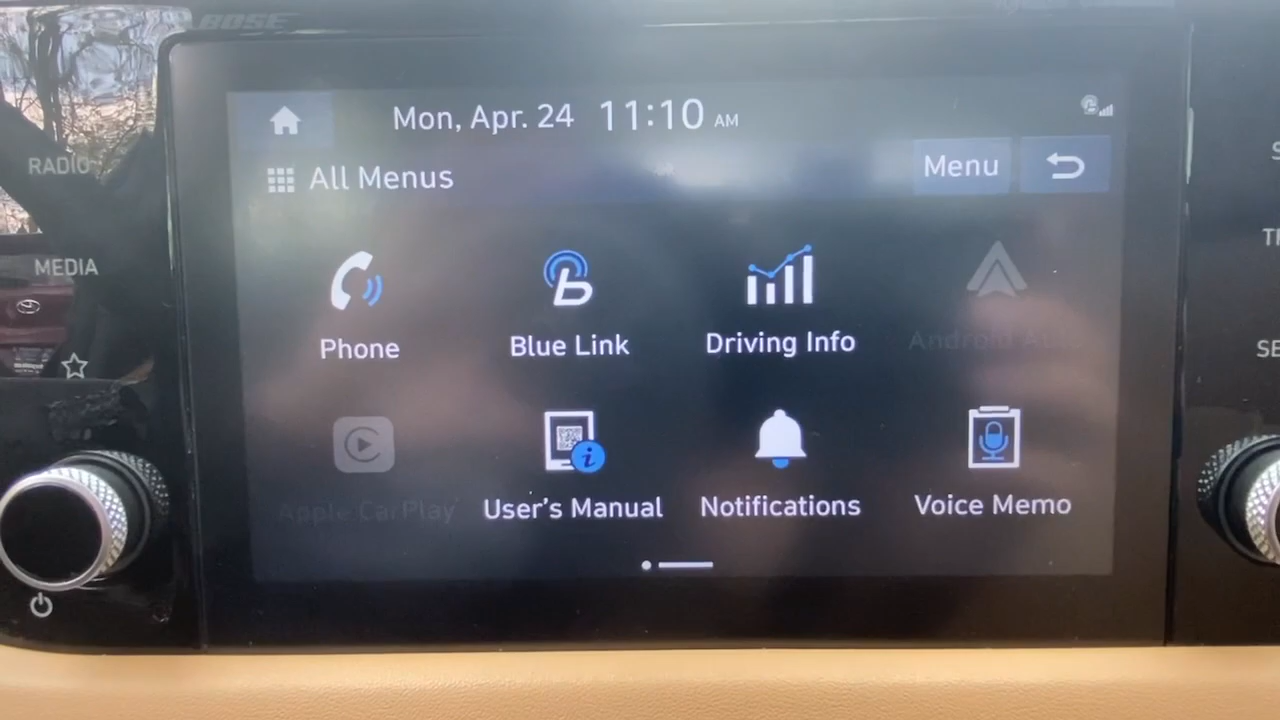 BOSE
Mon, Apr. 24 11:10 AM
RADIO
All Menus
Menu
MEDIA
Phone
Blue Link
Driving Info
Android Auto
Apple CarPlay
User's Manual
Notifications
Voice Memo